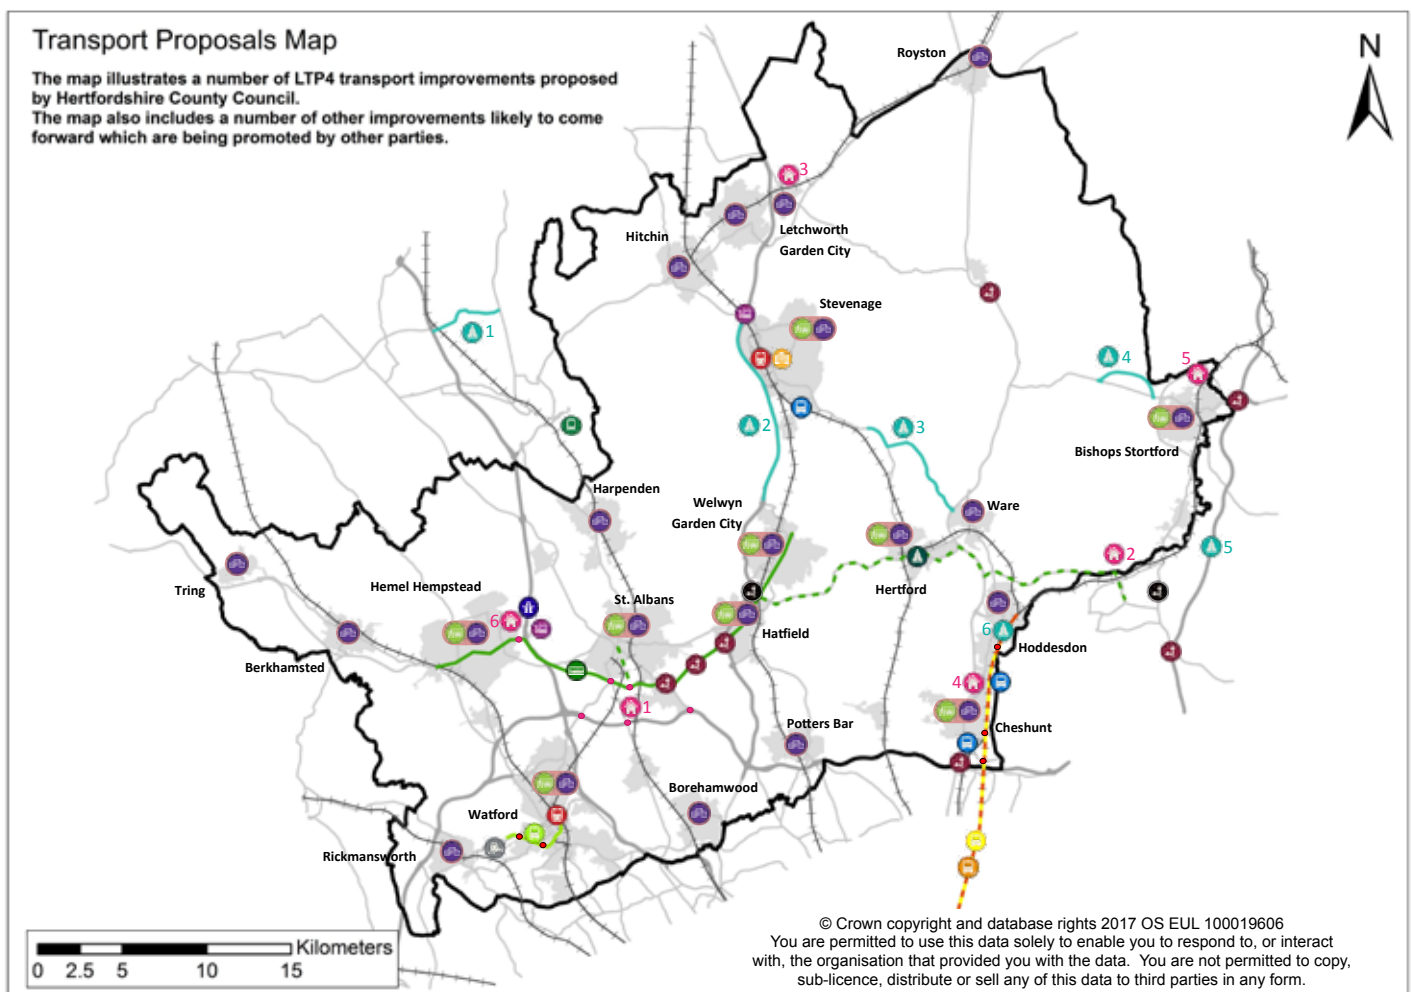 Transport Proposals Map
The map illustrates a number of LTP4 transport improvements proposed
by Hertfordshire County Council.
The map also includes a number of other improvements likely to come
forward which are being promoted by other parties.
N
Royston
3
Letchworth
Garden City
Hitchin
Stevenage
1
4
5
2
3
Bishops Stortford
Harpenden
Welwyn
Garden City
Ware
5
2
Tring
Hemel Hempstead
St. Albans
Hertford
6
Hatfield
6
Hoddesdon
Berkhamsted
4
1
Potters Bar
Cheshunt
Borehamwood
Watford
Rickmansworth
Kilometers
0 2.5 5 10 15
© Crown copyright and database rights 2017 OS EUL 100019606
You are permitted to use this data solely to enable you to respond to, or interact
with, the organisation that provided you with the data. You are not permitted to copy,
sub-licence, distribute or sell any of this data to third parties in any form.